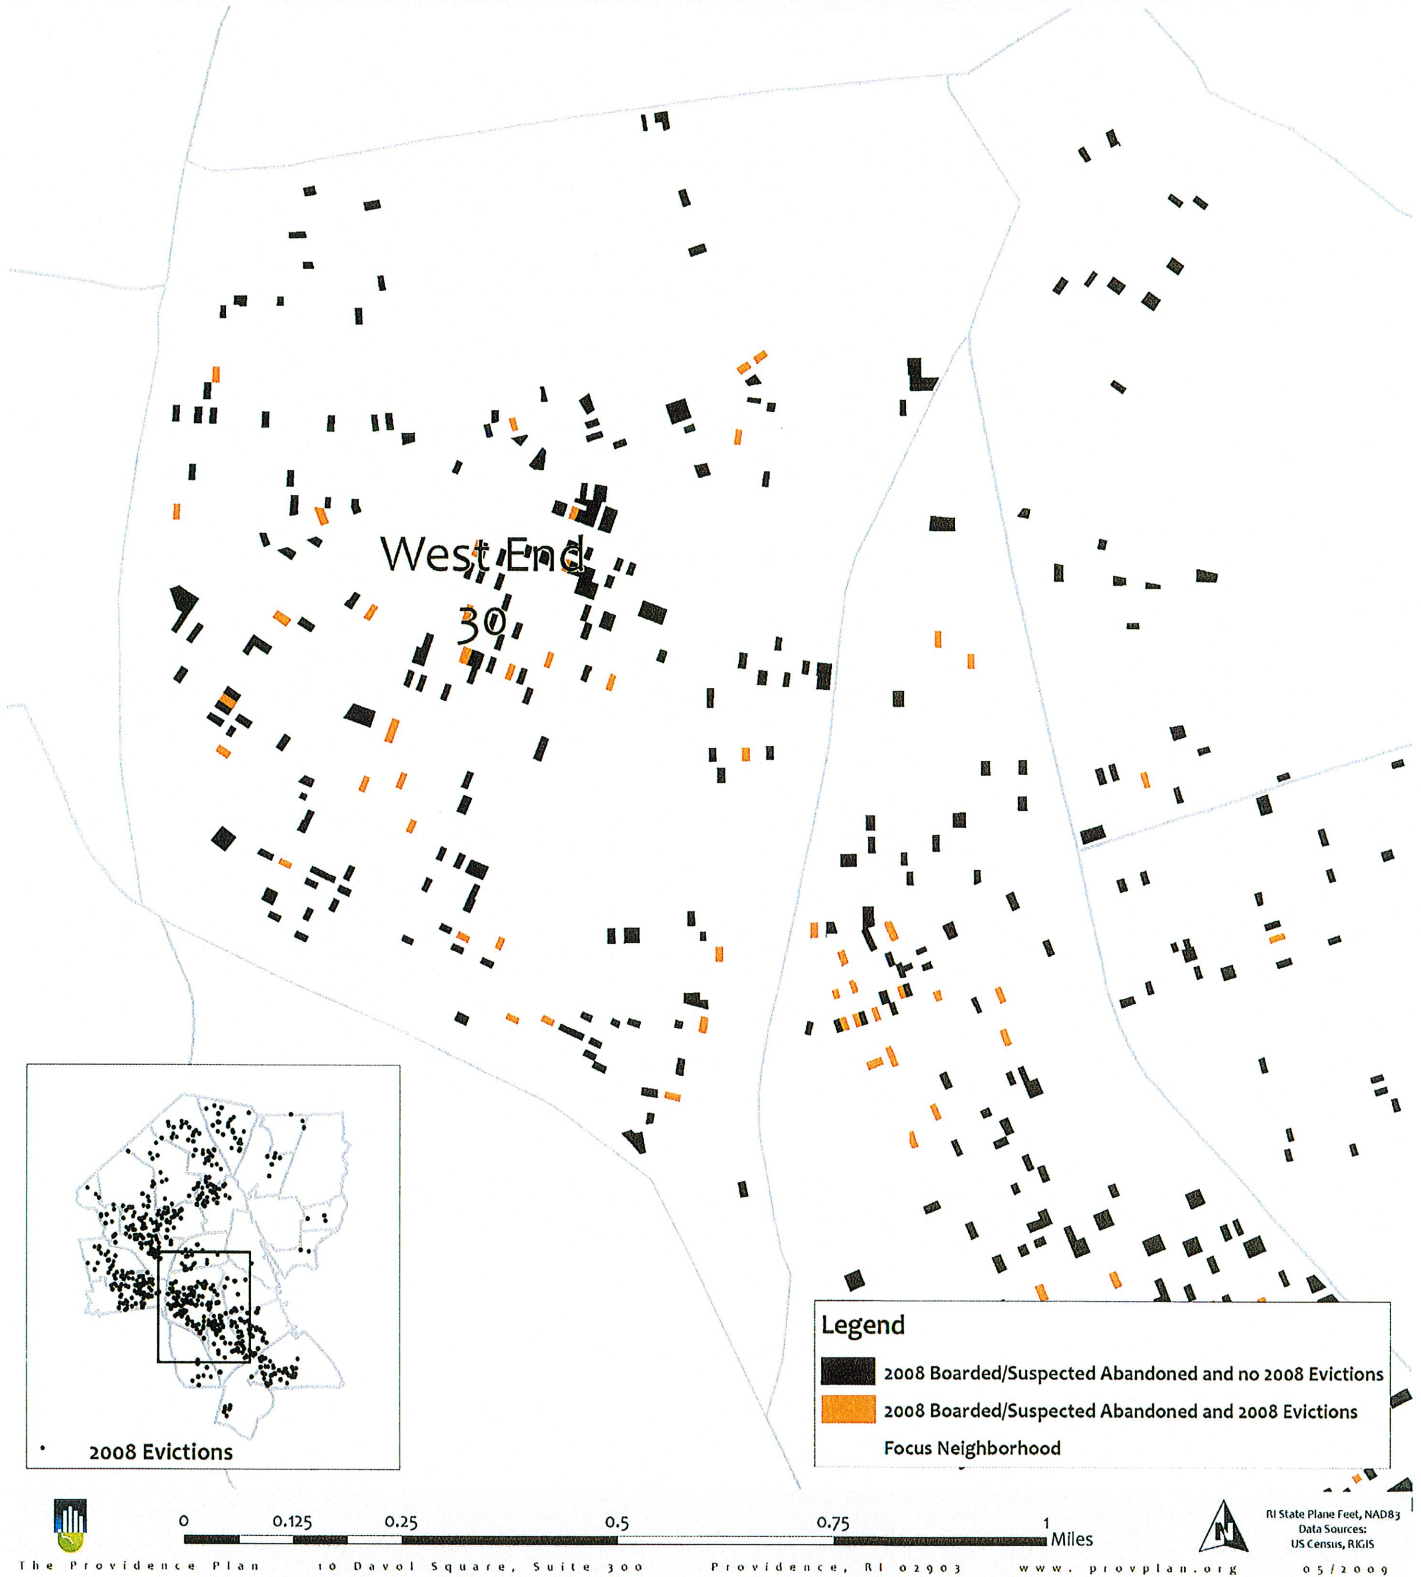 West End
30
Legend
2008 Boarded/Suspected Abandoned and no 2008 Evictions
2008 Boarded/Suspected Abandoned and 2008 Evictions
Focus Neighborhood
2008 Evictions
0 0.125 0.25 0.5 0.75 1
Miles
N
RI State Plane Feet, NAD83
Data Sources:
US Census, RIGIS
The Providence Plan 10 Davol Square, Suite 300 Providence, RI 02903 www. provplan.org 05/2009